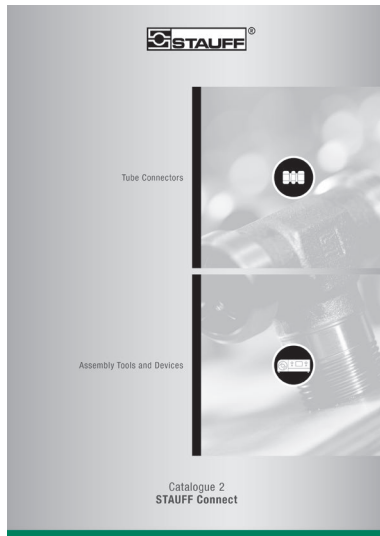 STAUFF®
Tube Connectors
Assembly Tools and Devices
Catalogue 2
STAUFF Connect